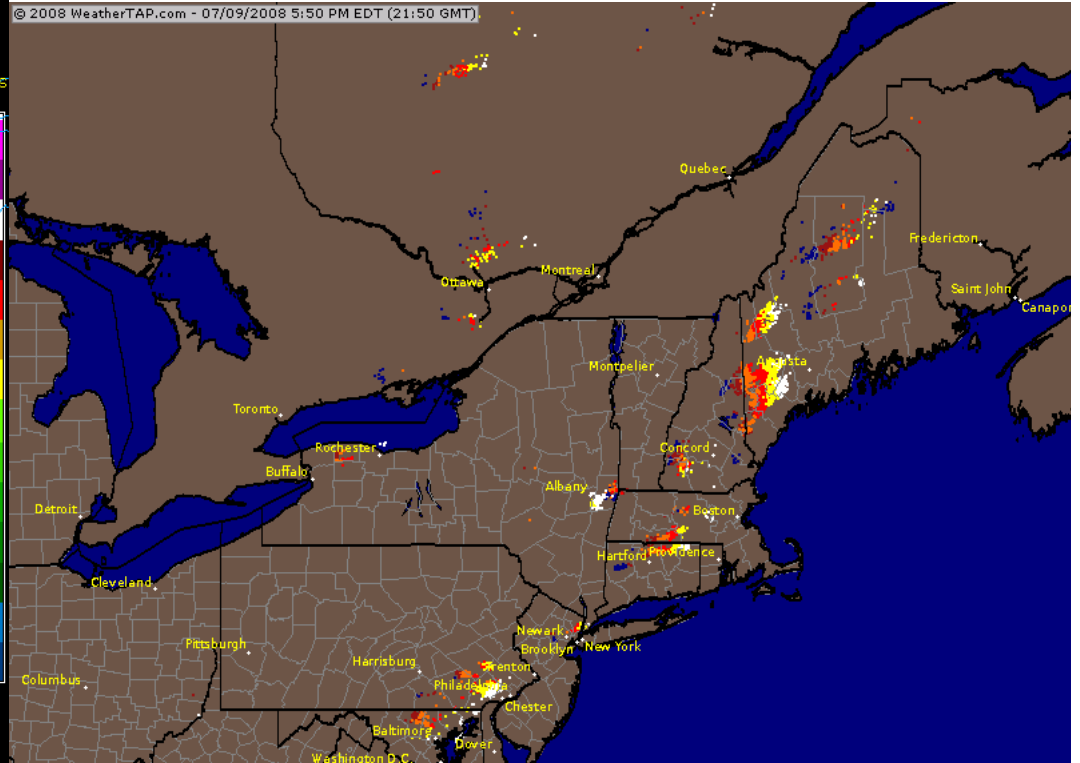 © 2008 WeatherTAP.com - 07/09/2008 5:50 PM EDT (21:50 GMT)
Quebec
Fredericton
Ottawa
Montreal
Saint John
Canapor
Augusta
Montpelier
Toronto
Rochester
Concord
Buffalo
Albany
Detroit
Boston
Hartford
Providence
Cleveland
Newark
Pittsburgh
Brooklyn
New York
Harrisburg
Trenton
Columbus
Philadelphia
Chester
Baltimore
Dover
Washington D.C.